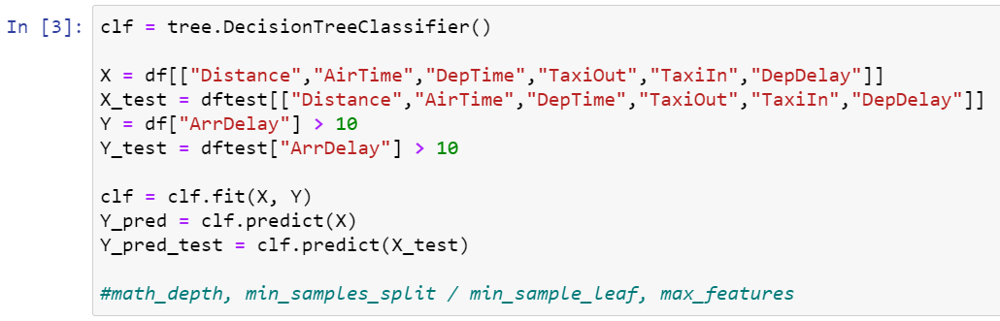 In [3]: clf = tree.DecisionTreeClassifier()
X = df[["Distance","AirTime","DepTime","TaxiOut","TaxiIn","DepDelay"]]
X_test = dftest[["Distance","AirTime","DepTime","TaxiOut","TaxiIn","DepDelay"]]
Y = df["ArrDelay"] > 10
Y_test = dftest["ArrDelay"] > 10
clf = clf.fit(X, Y)
Y_pred = clf.predict(X)
Y_pred_test = clf.predict(X_test)
#math_depth, min_samples_split / min_sample_leaf, max_features